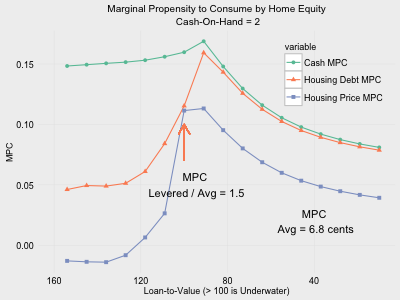 Marginal Propensity to Consume by Home Equity
Cash-On-Hand = 2
variable
Cash MPC
Housing Debt MPC
Housing Price MPC
MPC
0.15
0.10
0.05
0.00
MPC
Levered / Avg = 1.5
MPC
Avg = 6.8 cents
160
120
80
40
Loan-to-Value (> 100 is Underwater)